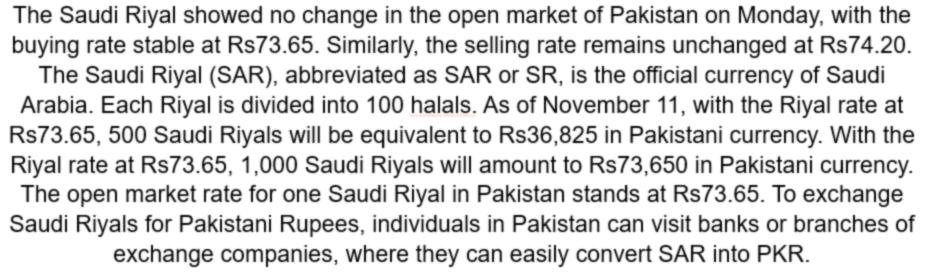 The Saudi Riyal showed no change in the open market of Pakistan on Monday, with the
buying rate stable at Rs73.65. Similarly, the selling rate remains unchanged at Rs74.20.
The Saudi Riyal (SAR), abbreviated as SAR or SR, is the official currency of Saudi
Arabia. Each Riyal is divided into 100 halals. As of November 11, with the Riyal rate at
Rs73.65, 500 Saudi Riyals will be equivalent to Rs36,825 in Pakistani currency. With the
Riyal rate at Rs73.65, 1,000 Saudi Riyals will amount to Rs73,650 in Pakistani currency.
The open market rate for one Saudi Riyal in Pakistan stands at Rs73.65. To exchange
Saudi Riyals for Pakistani Rupees, individuals in Pakistan can visit banks or branches of
exchange companies, where they can easily convert SAR into PKR.